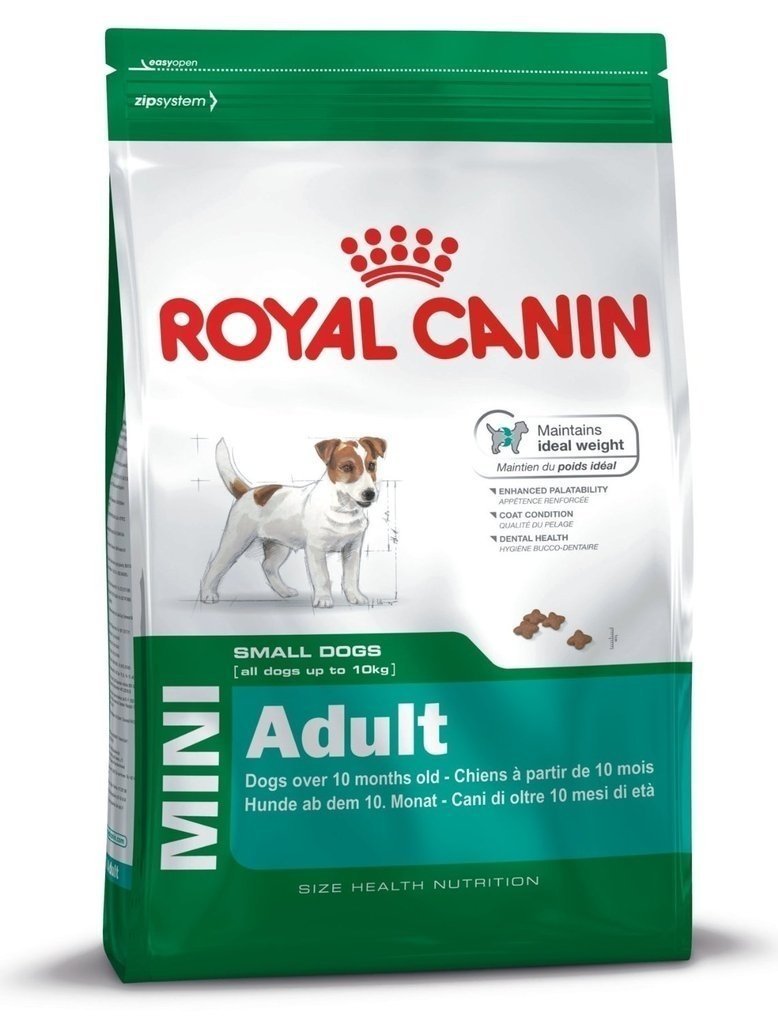 easyopen
zipsystem
ROYAL CANIN
Maintains
ideal weight
Maintien du poids idéal
ENHANCED PALATABILITY
APPÉTENCE RENFORCÉE
COAT CONDITION
QUALITÉ DU PELAGE
DENTAL HEALTH
HYGIÈNE BUCCO-DENTAIRE
SMALL DOGS
[all dogs up to 10kg]
MINI
Adult
Dogs over 10 months old - Chiens à partir de 10 mois
Hunde ab dem 10. Monat - Cani di oltre 10 mesi di età
SIZE HEALTH NUTRITION